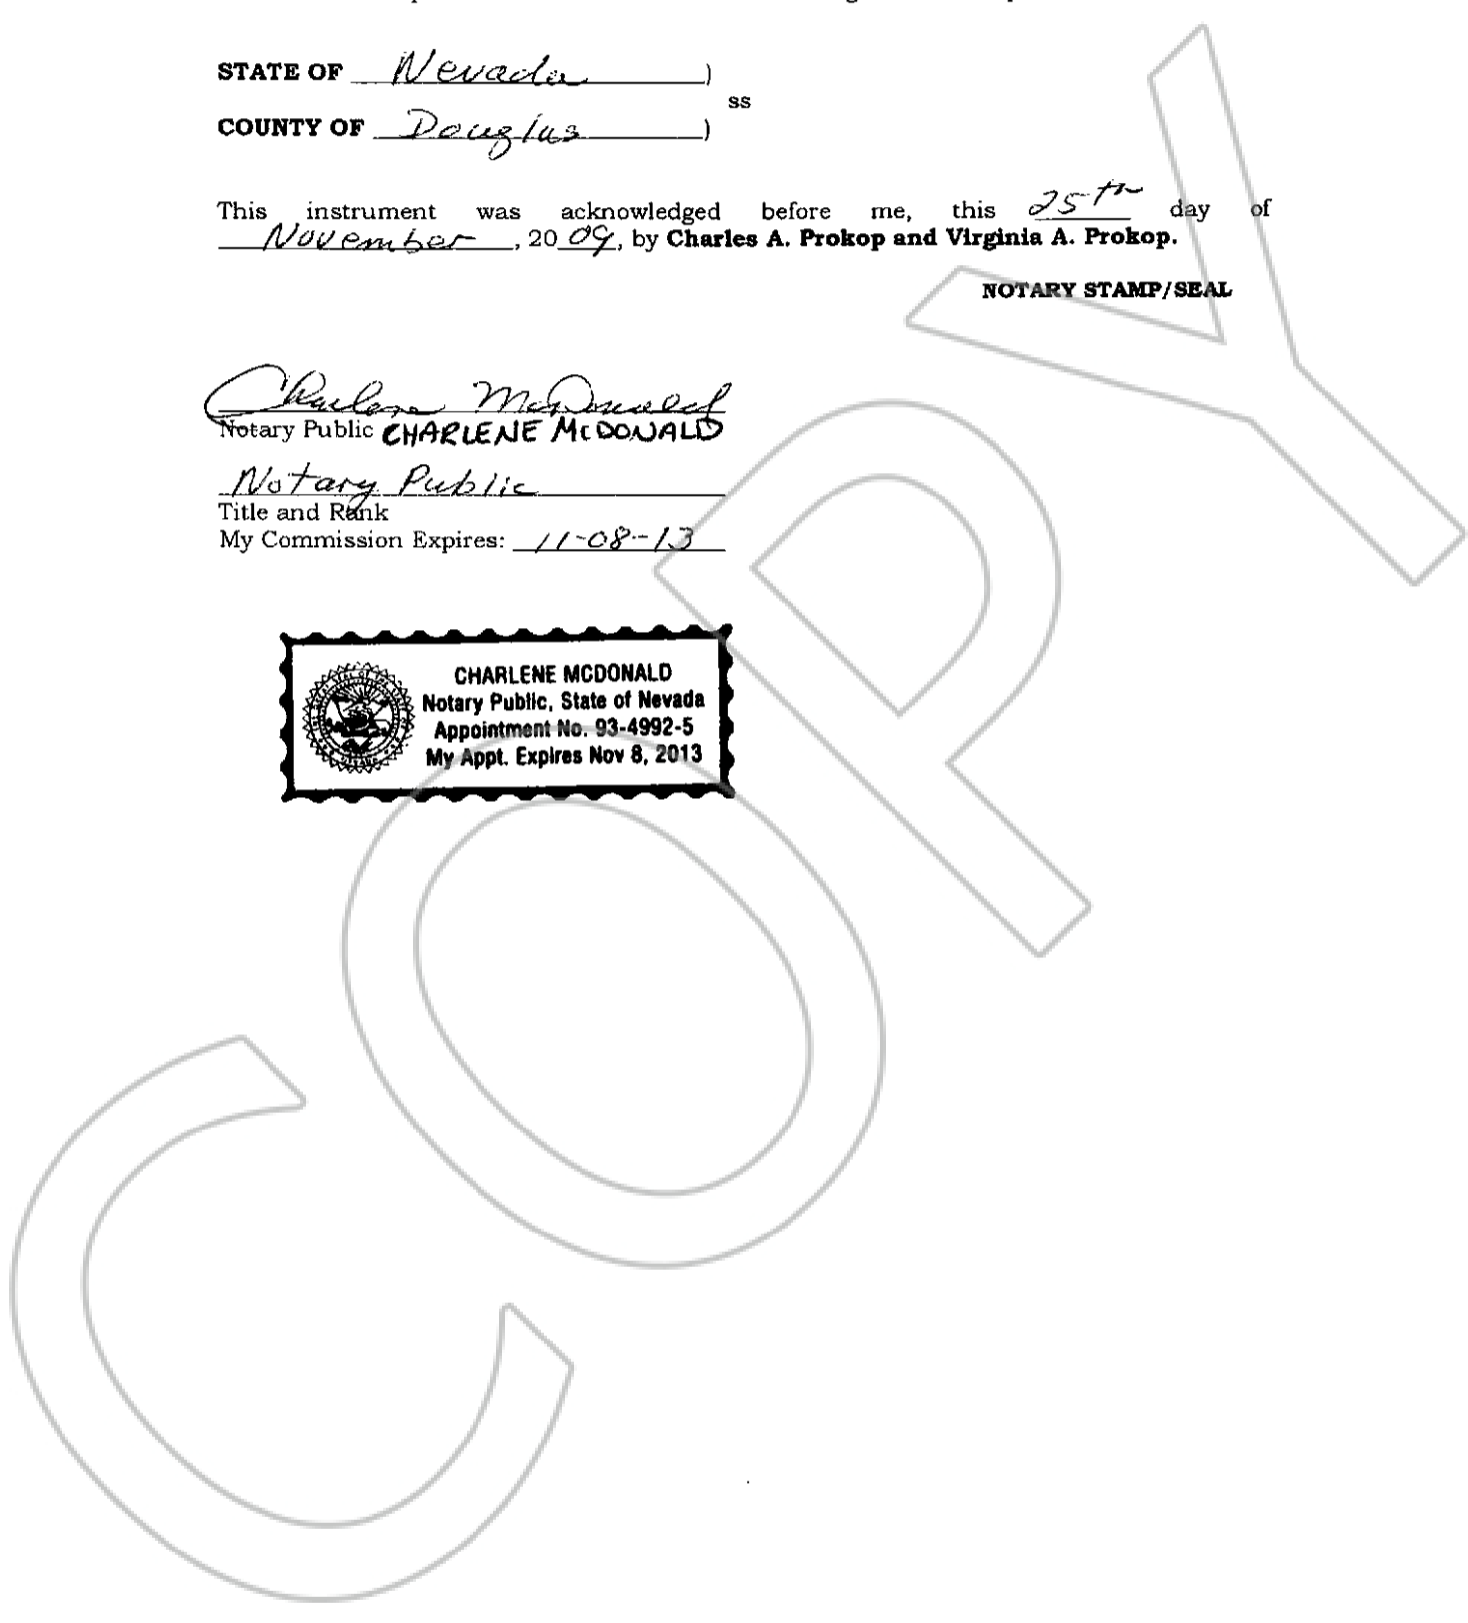 STATE OF Nevada )
ss
COUNTY OF Douglas )
This instrument was acknowledged before me, this 25th day of
November, 2009, by Charles A. Prokop and Virginia A. Prokop.
NOTARY STAMP/SEAL
Charlene McDonald
Notary Public CHARLENE McDONALD
Notary Public
Title and Rank
My Commission Expires: 11-08-13
CHARLENE MCDONALD
Notary Public, State of Nevada
Appointment No. 93-4992-5
My Appt. Expires Nov 8, 2013
COPY